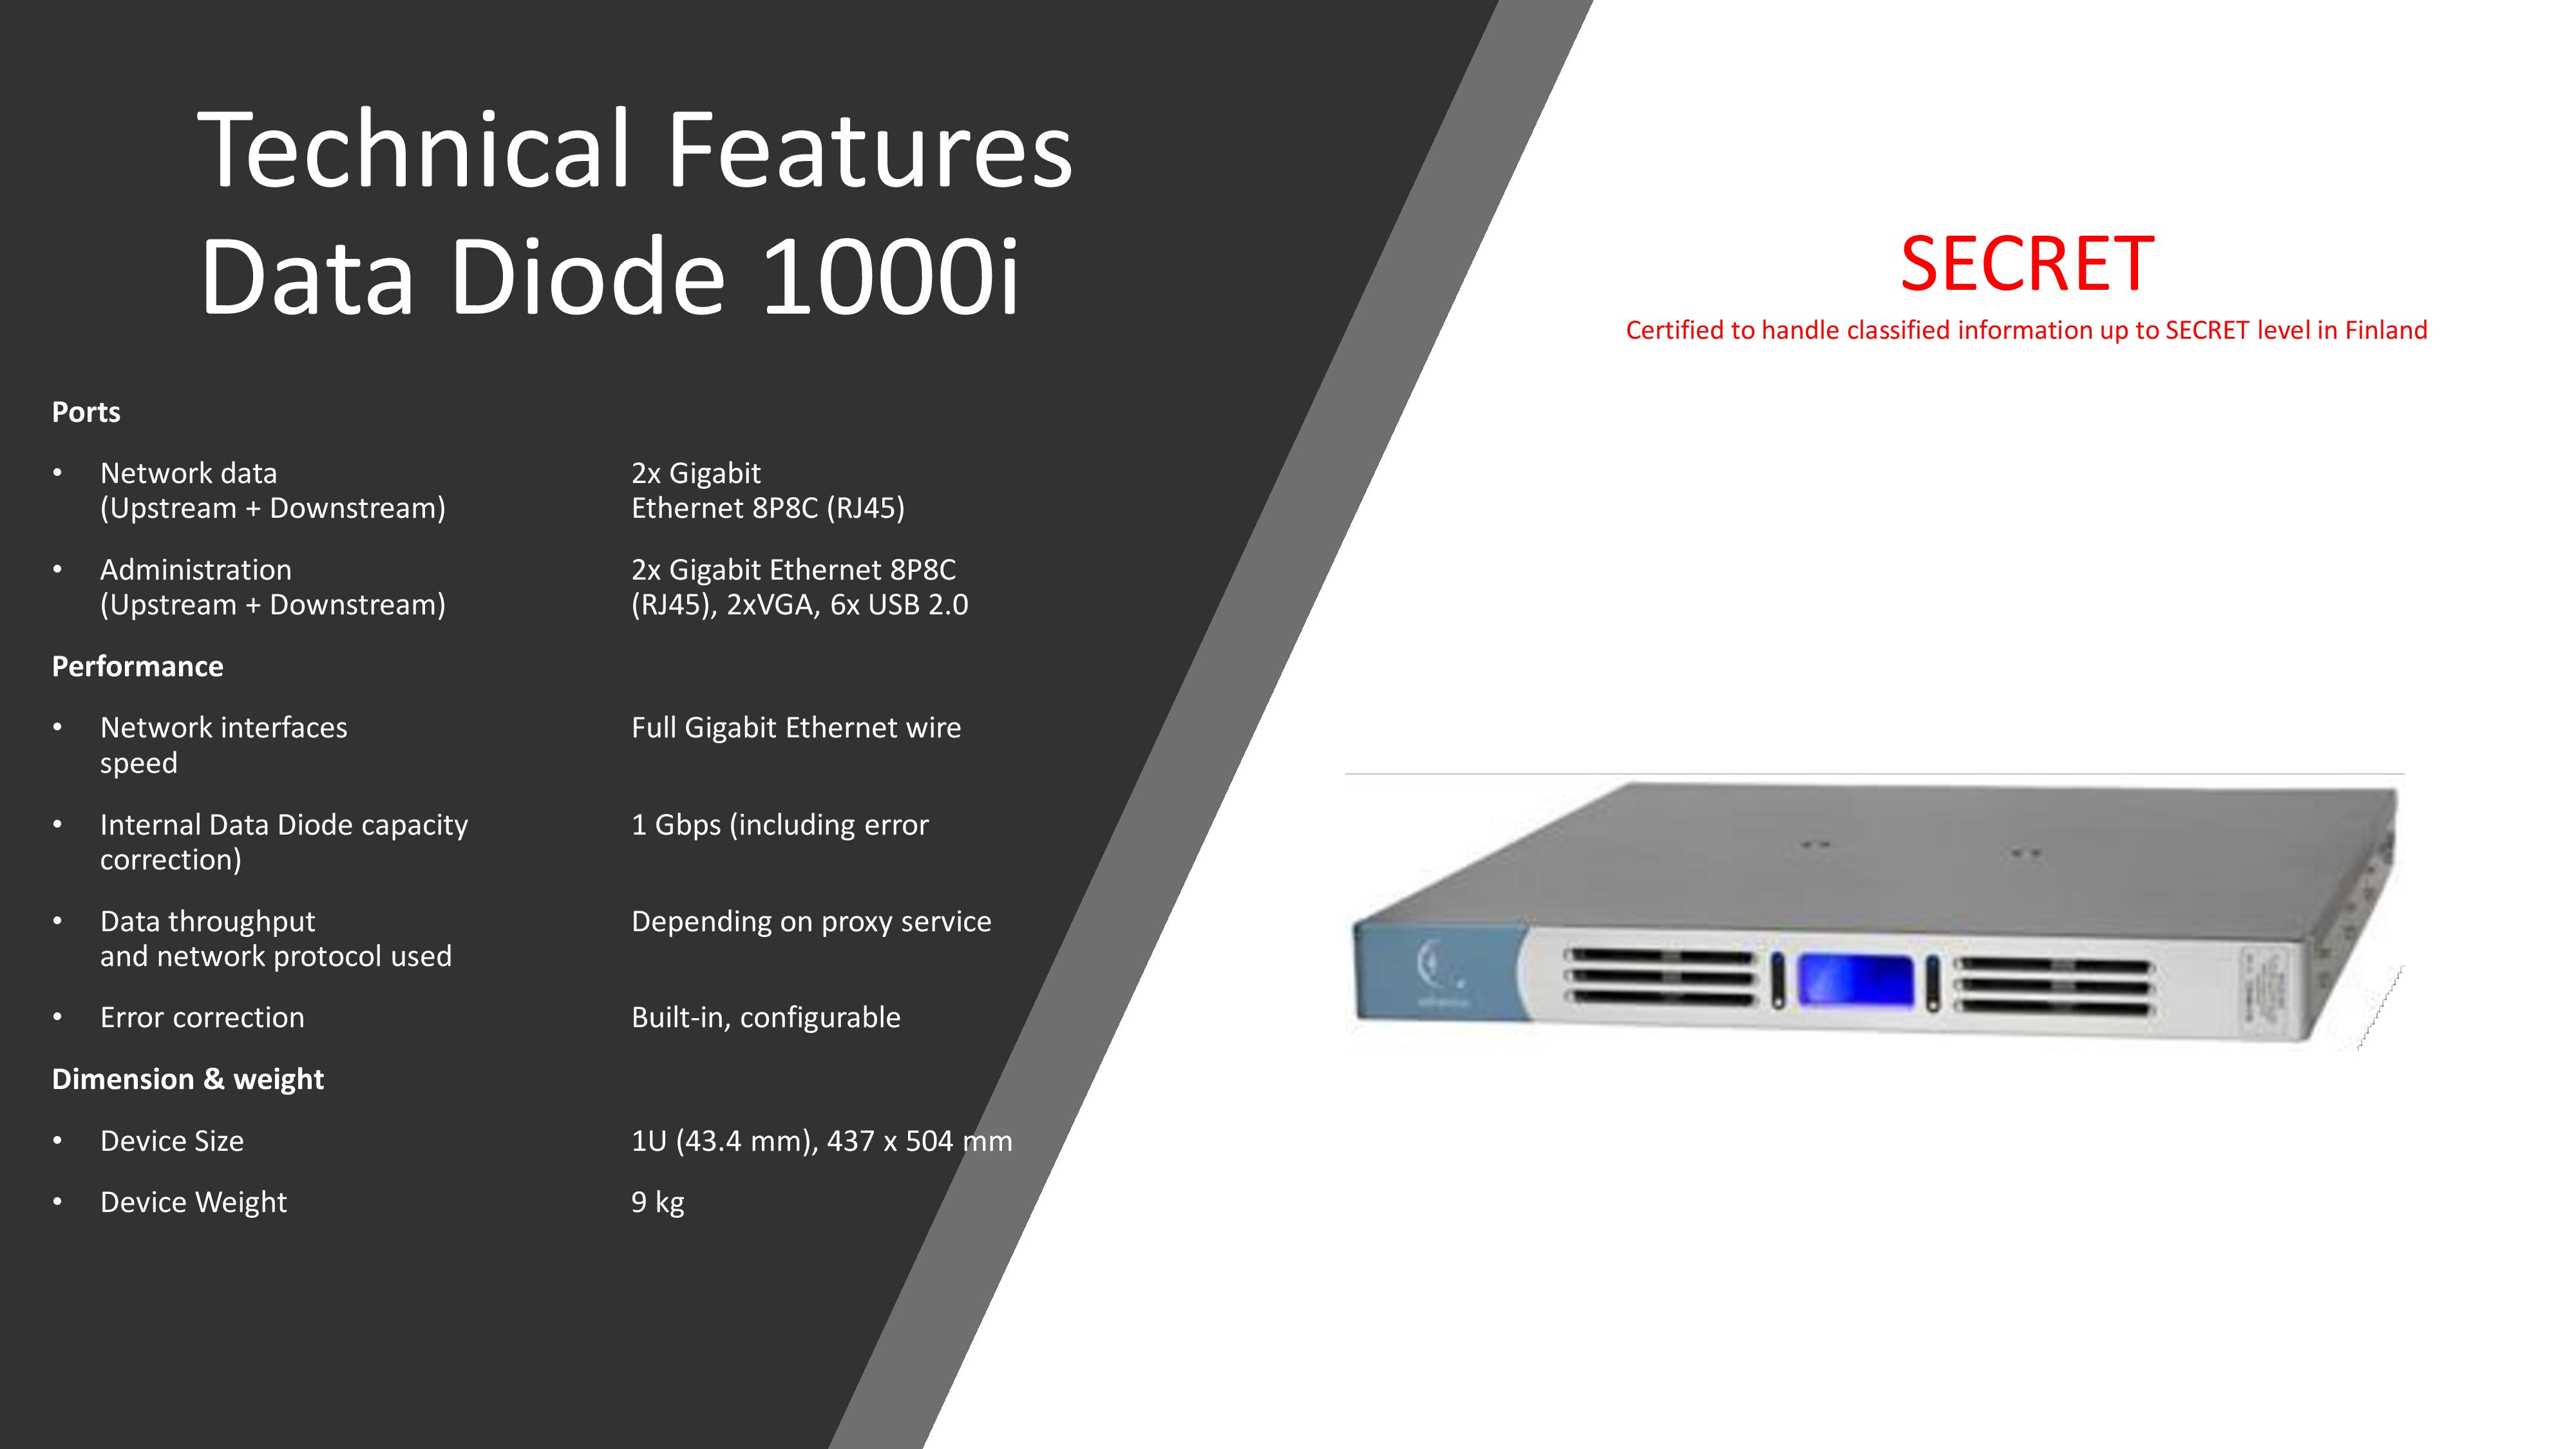 Technical Features
Data Diode 1000i
SECRET
Certified to handle classified information up to SECRET level in Finland
Ports
• Network data 2x Gigabit
(Upstream + Downstream) Ethernet 8P8C (RJ45)
• Administration 2x Gigabit Ethernet 8P8C
(Upstream + Downstream) (RJ45), 2xVGA, 6x USB 2.0
Performance
• Network interfaces Full Gigabit Ethernet wire
speed
• Internal Data Diode capacity 1 Gbps (including error
correction)
• Data throughput Depending on proxy service
and network protocol used
• Error correction Built-in, configurable
Dimension & weight
• Device Size 1U (43.4 mm), 437 x 504 mm
• Device Weight 9 kg